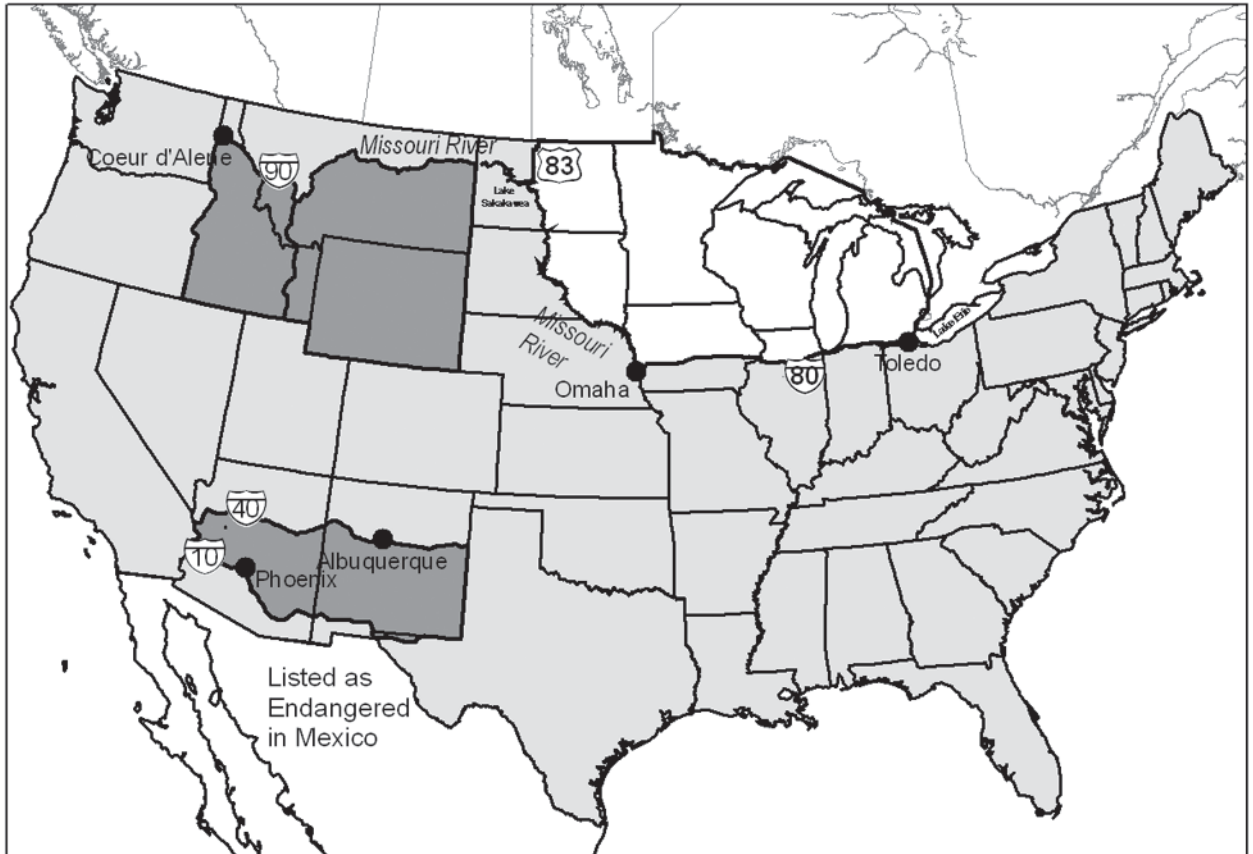 Coeur d'Alene
90
Missouri River
83
Lake
Sakakawea
Missouri
River
Omaha
80
Toledo
Lake Erie
40
10
Phoenix
Albuquerque
Listed as
Endangered
in Mexico